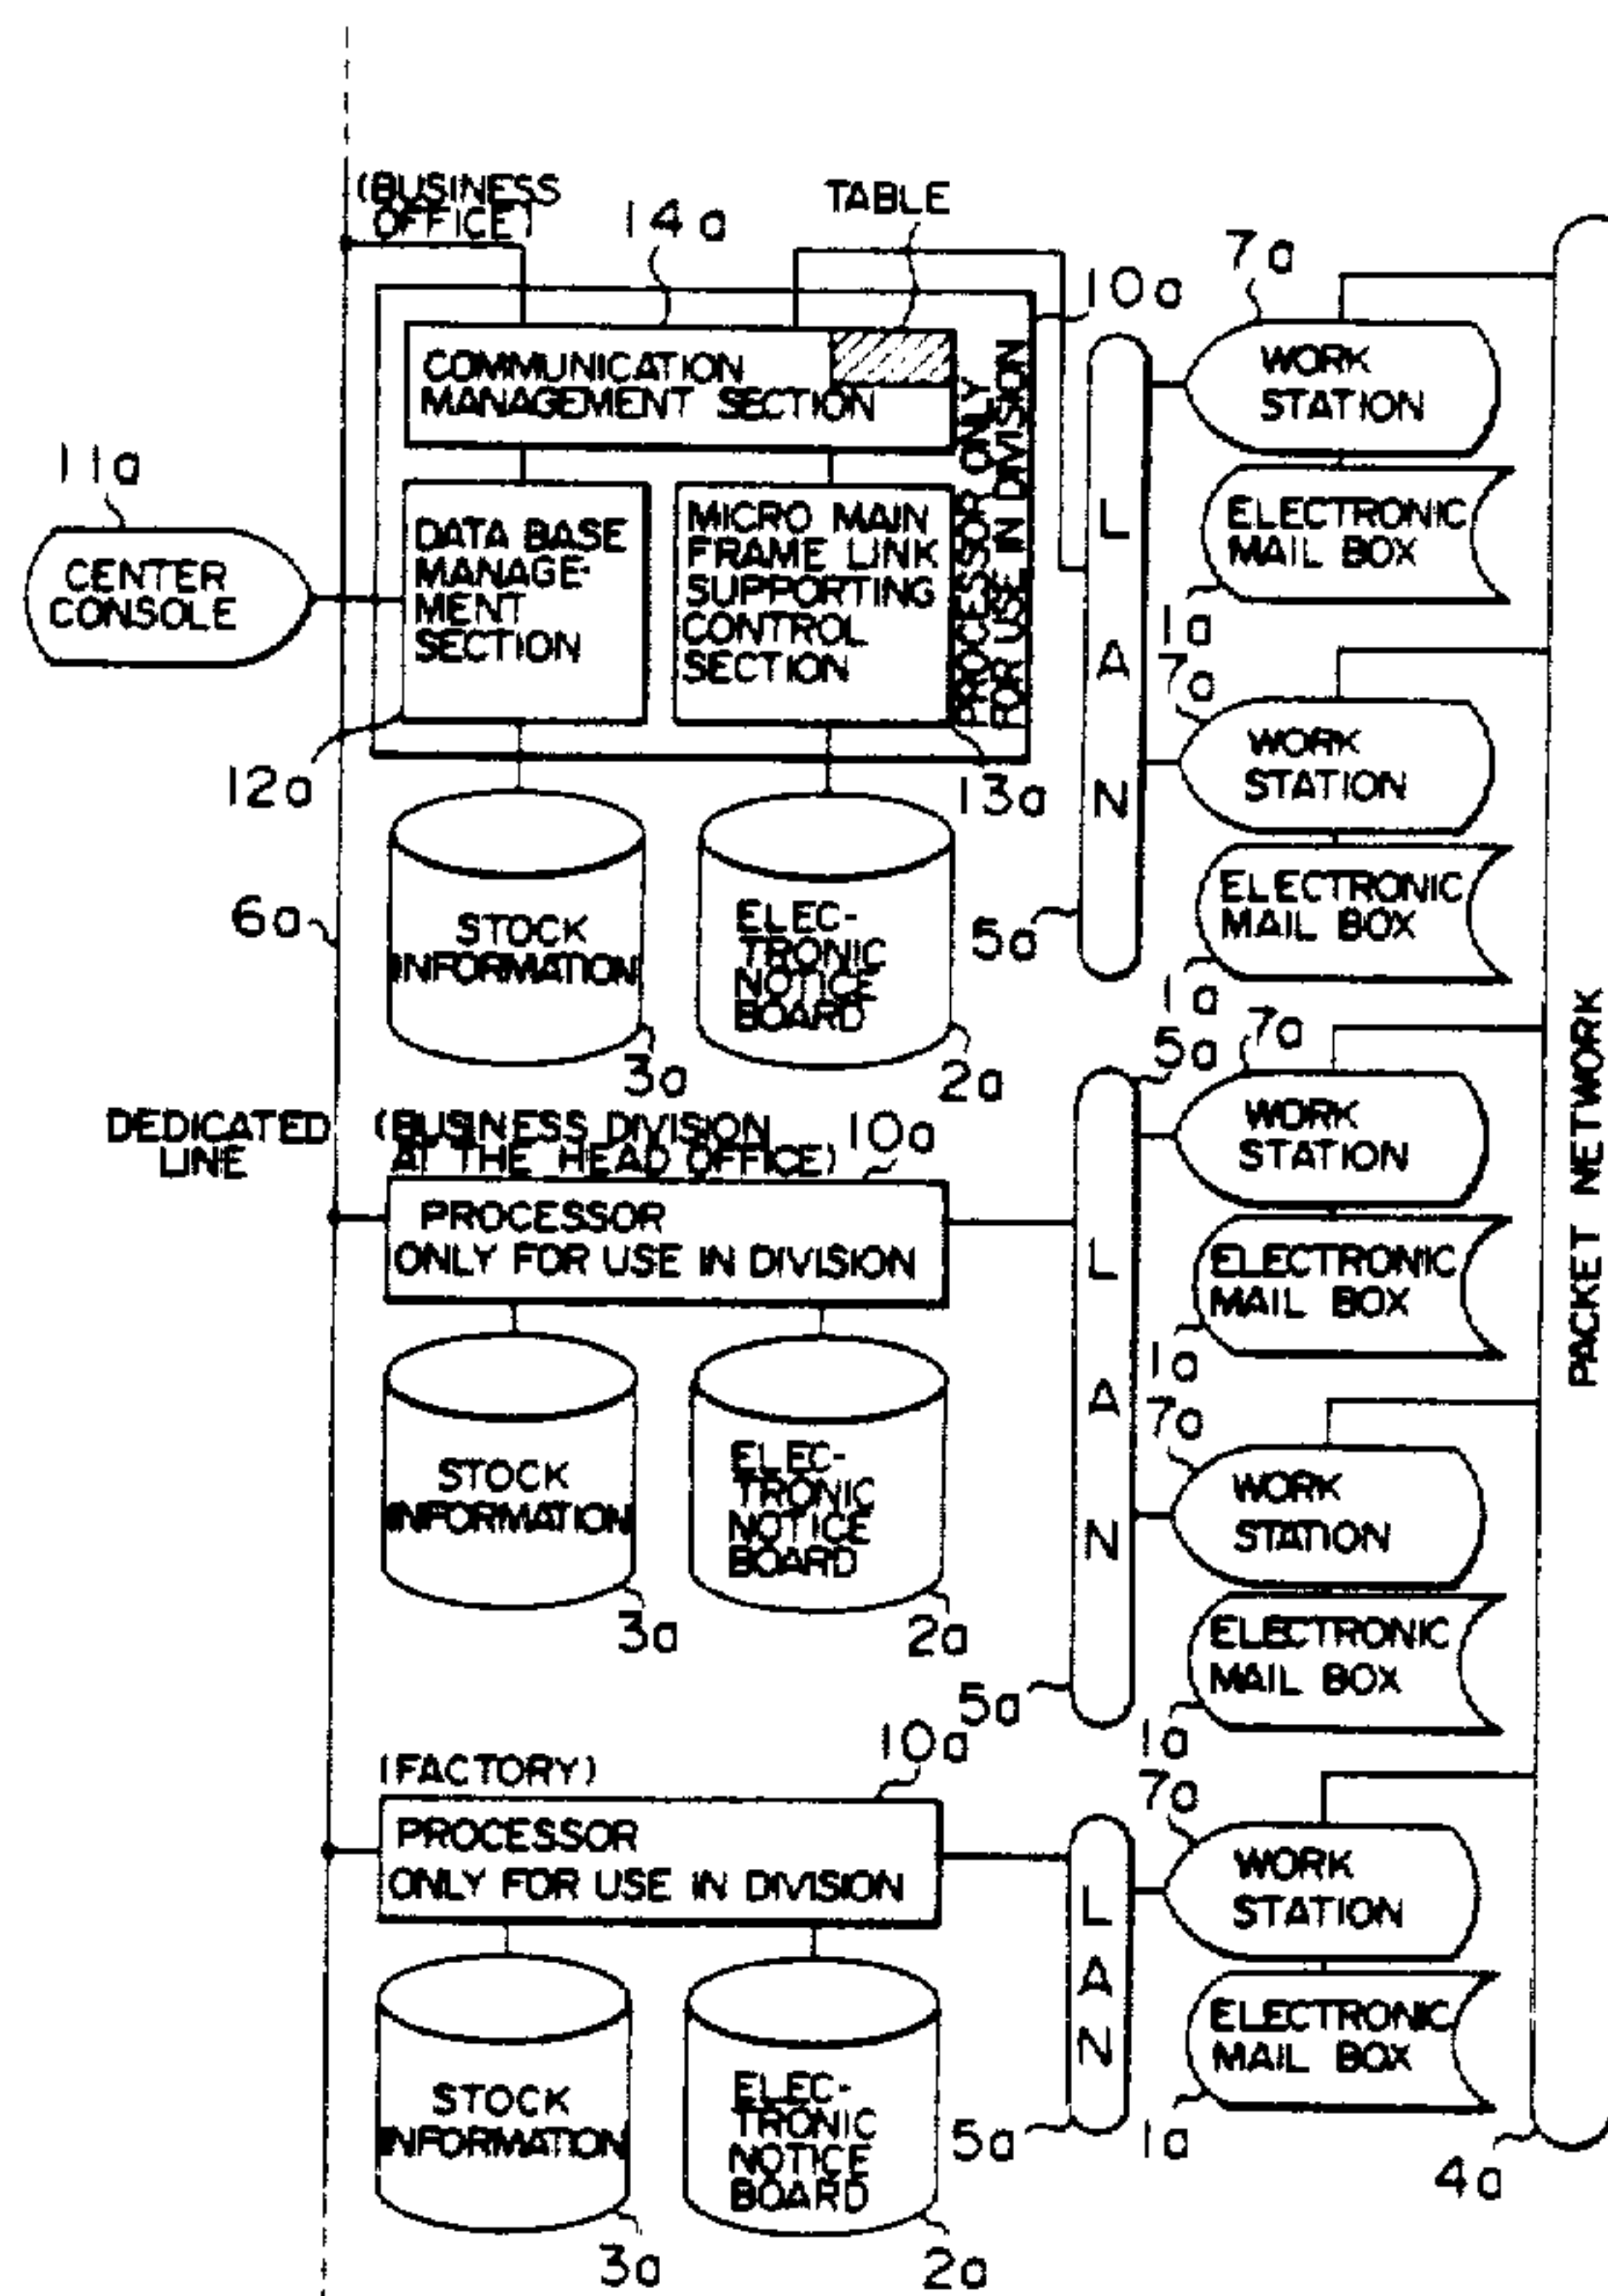 (BUSINESS
OFFICE)
14a
TABLE
7a
10a
COMMUNICATION
MANAGEMENT SECTION
PROCESSOR ONLY
FOR USE IN DIVISION
WORK
STATION
11a
CENTER
CONSOLE
DATA BASE
MANAGE-
MENT
SECTION
MICRO MAIN
FRAME LINK
SUPPORTING
CONTROL
SECTION
LAN
ELECTRONIC
MAIL BOX
1a
7a
WORK
STATION
12a
13a
6a
STOCK
INFORMATION
ELEC-
TRONIC
NOTICE
BOARD
5a
ELECTRONIC
MAIL BOX
1a
3a
2a
5a
7a
PACKET NETWORK
DEDICATED
LINE
(BUSINESS DIVISION
AT THE HEAD OFFICE)
10a
WORK
STATION
PROCESSOR
ONLY FOR USE IN DIVISION
LAN
ELECTRONIC
MAIL BOX
1a
7a
STOCK
INFORMATION
ELEC-
TRONIC
NOTICE
BOARD
WORK
STATION
3a
2a
5a
ELECTRONIC
MAIL BOX
1a
(FACTORY)
10a
7a
PROCESSOR
ONLY FOR USE IN DIVISION
LAN
WORK
STATION
STOCK
INFORMATION
ELEC-
TRONIC
NOTICE
BOARD
ELECTRONIC
MAIL BOX
5a
1a
4a
3a
2a